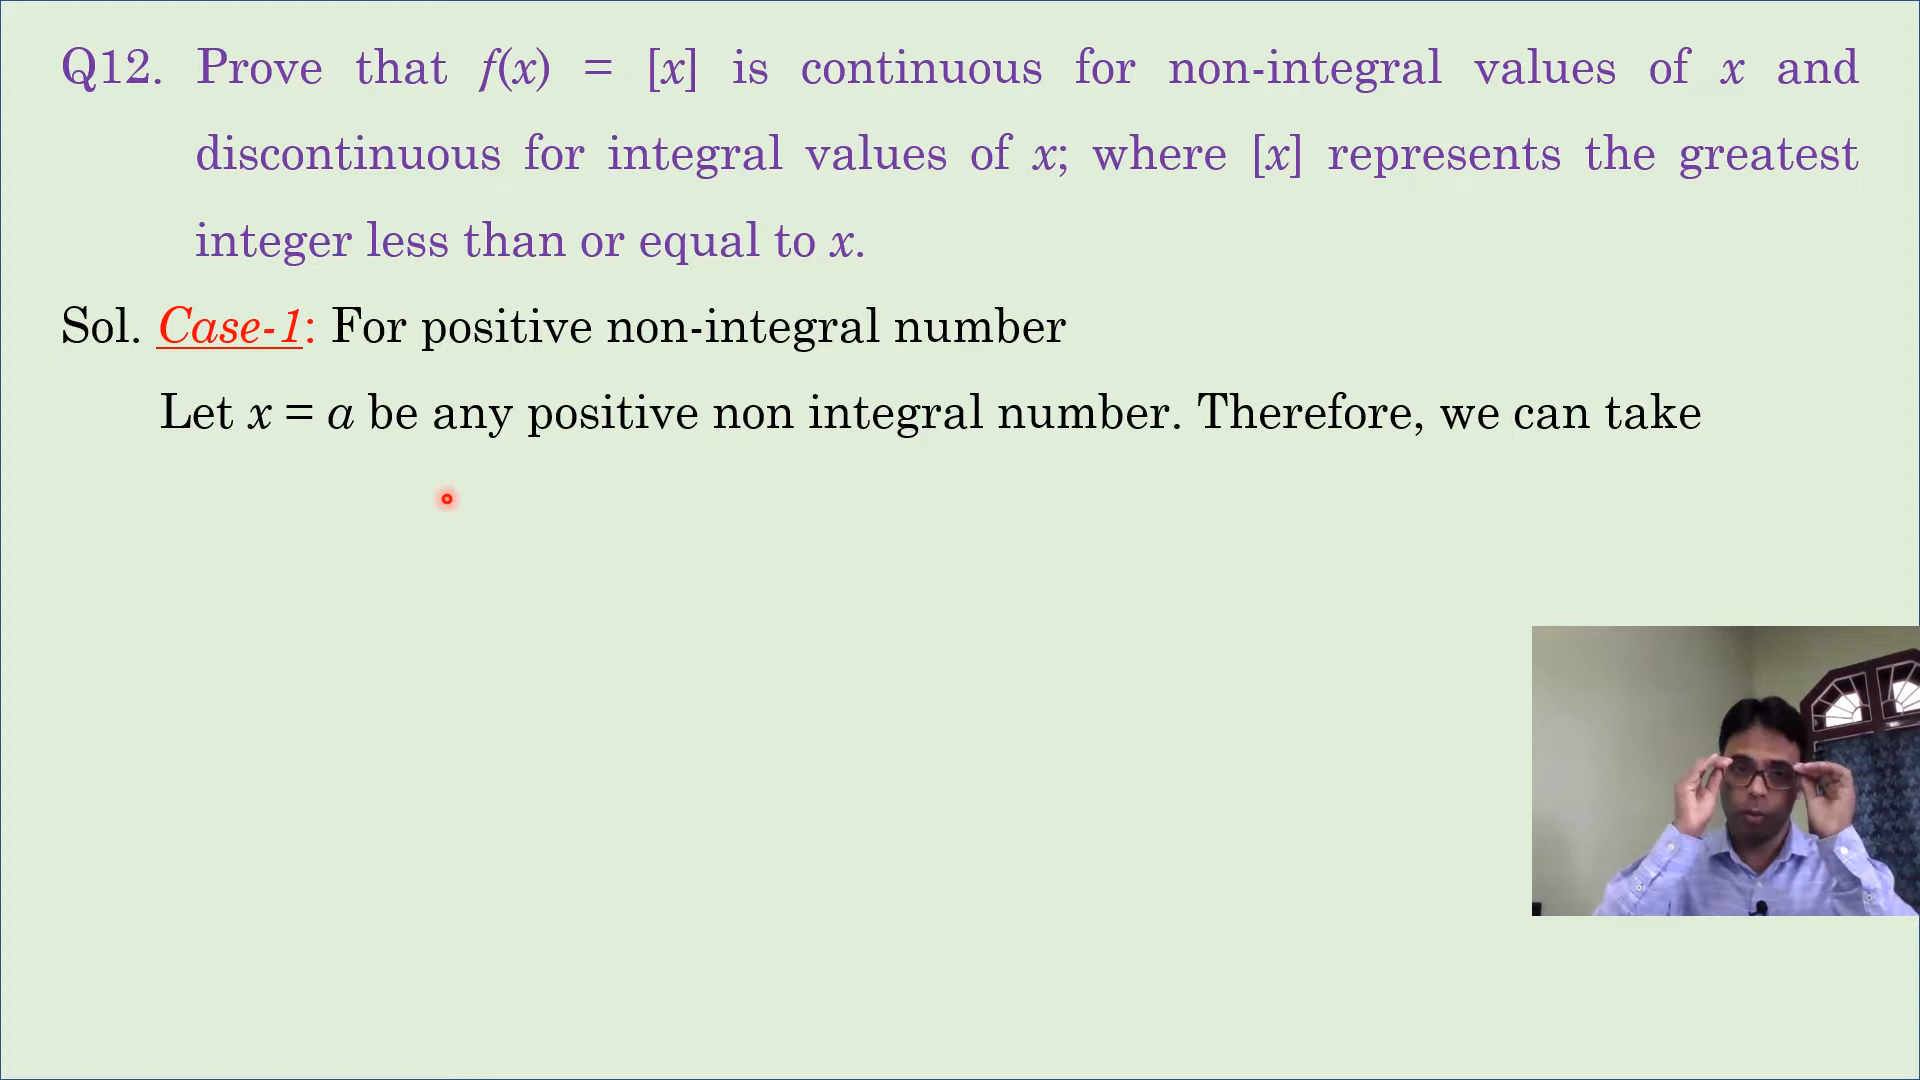 Q12. Prove that f(x) = [x] is continuous for non-integral values of x and
discontinuous for integral values of x; where [x] represents the greatest
integer less than or equal to x.
Sol. Case-1: For positive non-integral number
Let x = a be any positive non integral number. Therefore, we can take